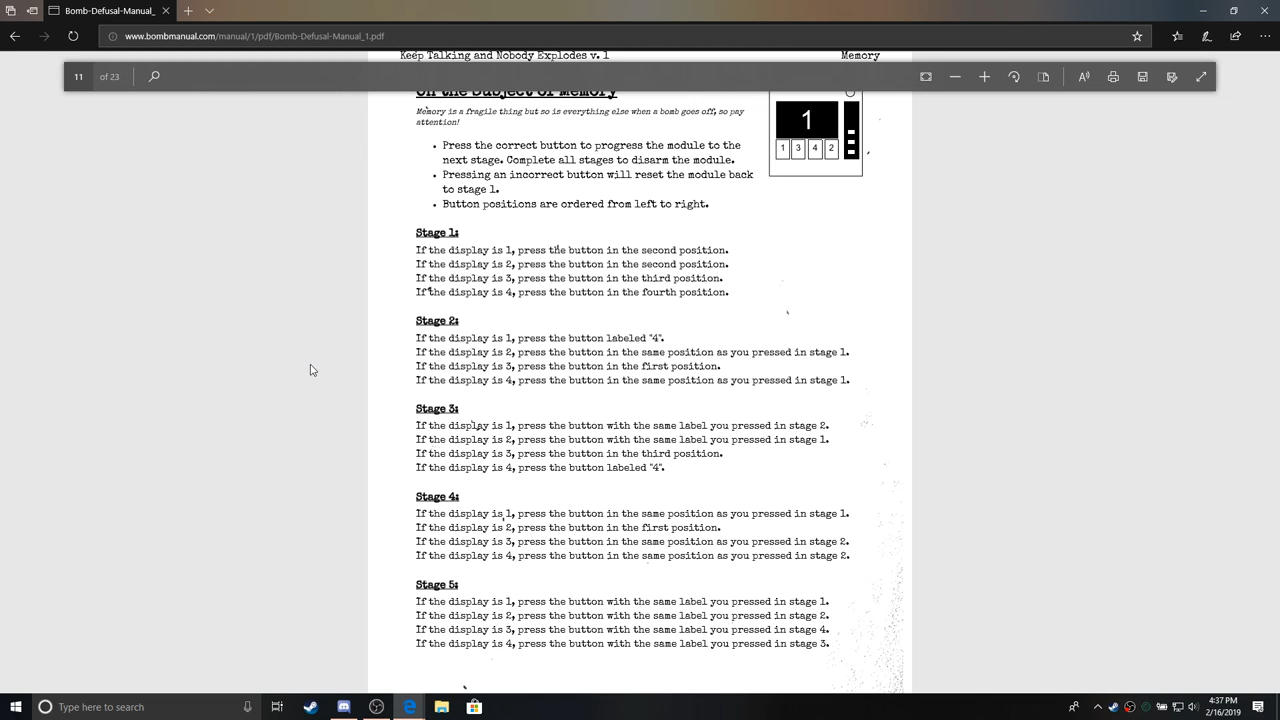 Bomb-Defusal-Manual_
www.bombmanual.com/manual/1/pdf/Bomb-Defusal-Manual_1.pdf
Keep Talking and Nobody Explodes v. 1
Memory
11 of 23
On the Subject of Memory
Memory is a fragile thing but so is everything else when a bomb goes off, so pay
attention!
1
1 3 4 2
• Press the correct button to progress the module to the
next stage. Complete all stages to disarm the module.
• Pressing an incorrect button will reset the module back
to stage 1.
• Button positions are ordered from left to right.
Stage 1:
If the display is 1, press the button in the second position.
If the display is 2, press the button in the second position.
If the display is 3, press the button in the third position.
If the display is 4, press the button in the fourth position.
Stage 2:
If the display is 1, press the button labeled "4".
If the display is 2, press the button in the same position as you pressed in stage 1.
If the display is 3, press the button in the first position.
If the display is 4, press the button in the same position as you pressed in stage 1.
Stage 3:
If the display is 1, press the button with the same label you pressed in stage 2.
If the display is 2, press the button with the same label you pressed in stage 1.
If the display is 3, press the button in the third position.
If the display is 4, press the button labeled "4".
Stage 4:
If the display is 1, press the button in the same position as you pressed in stage 1.
If the display is 2, press the button in the first position.
If the display is 3, press the button in the same position as you pressed in stage 2.
If the display is 4, press the button in the same position as you pressed in stage 2.
Stage 5:
If the display is 1, press the button with the same label you pressed in stage 1.
If the display is 2, press the button with the same label you pressed in stage 2.
If the display is 3, press the button with the same label you pressed in stage 4.
If the display is 4, press the button with the same label you pressed in stage 3.
Type here to search
4:37 PM
2/16/2019